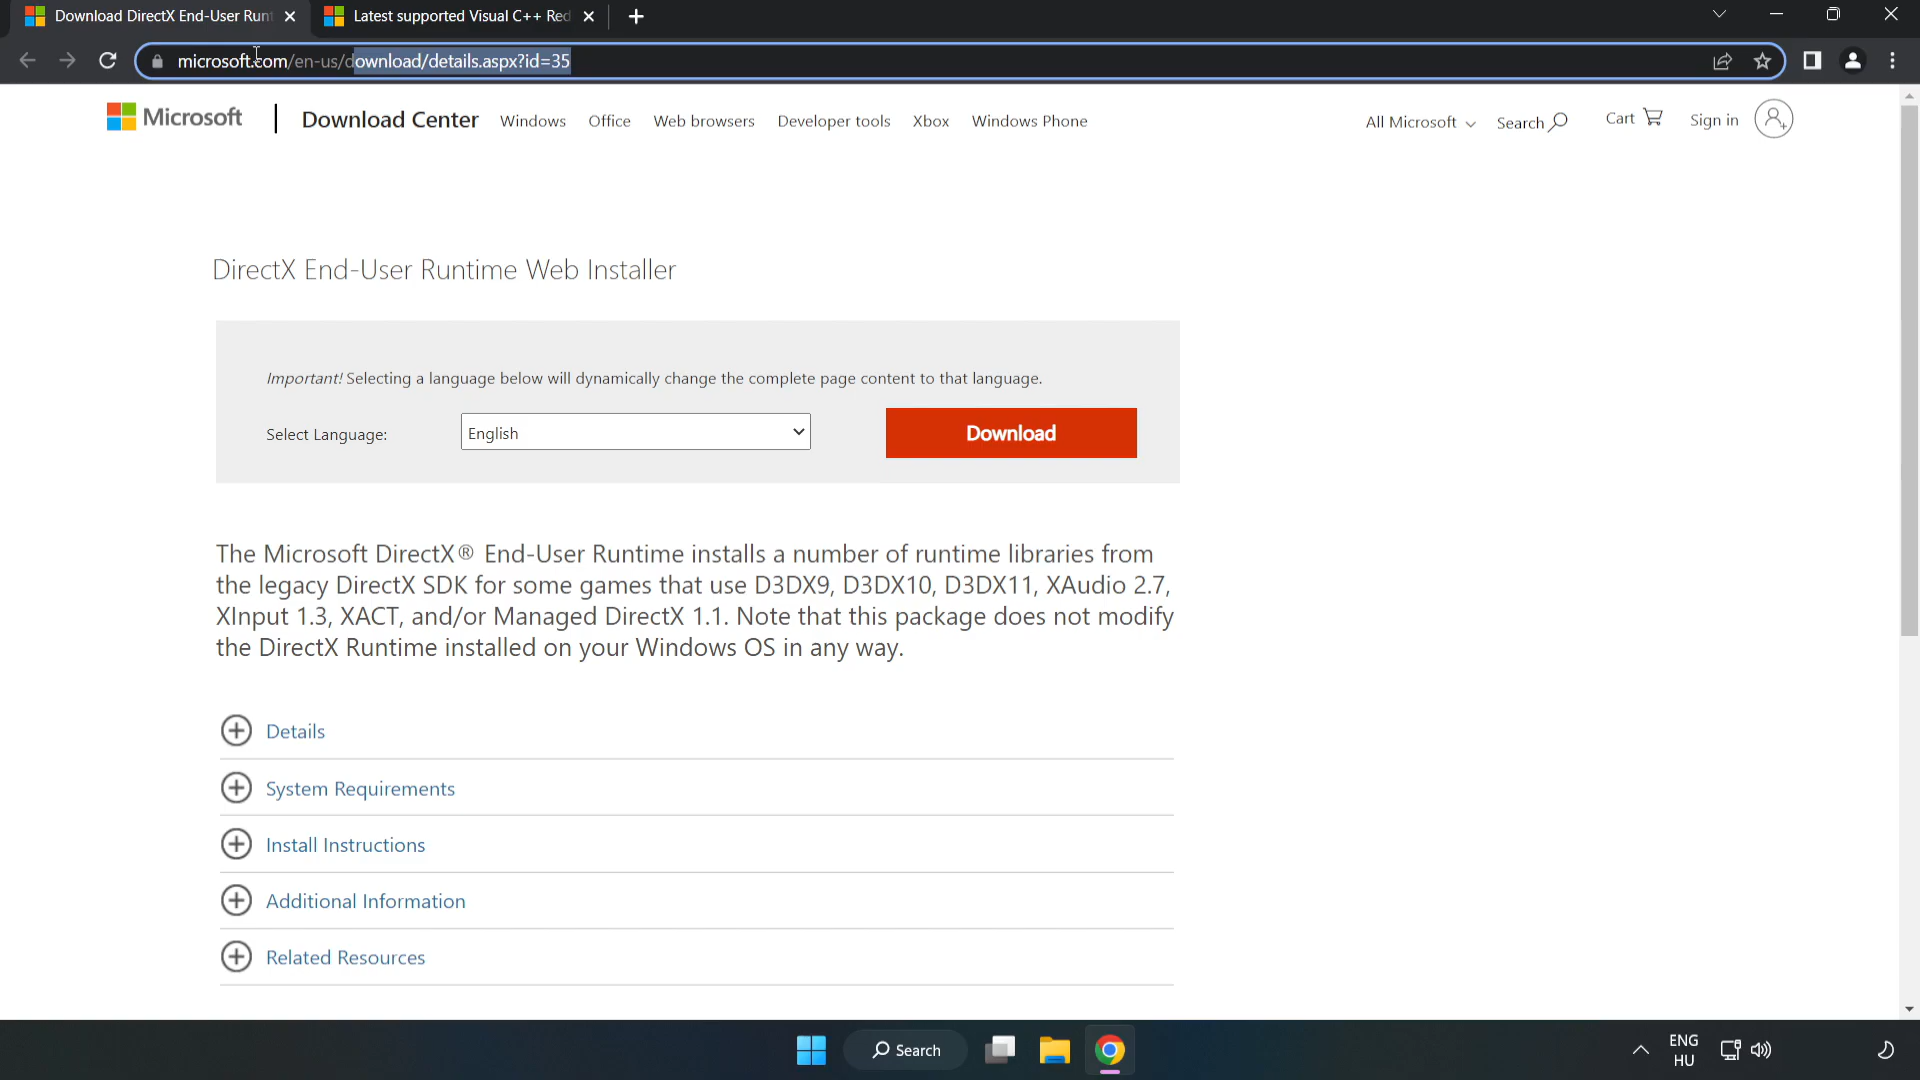 Download DirectX End-User Runt
Latest supported Visual C++ Red
microsoft.com/en-us/download/details.aspx?id=35
Microsoft
Download Center
Windows
Office
Web browsers
Developer tools
Xbox
Windows Phone
All Microsoft
Search
Cart
Sign in
DirectX End-User Runtime Web Installer
Important! Selecting a language below will dynamically change the complete page content to that language.
Select Language:
English
Download
The Microsoft DirectX® End-User Runtime installs a number of runtime libraries from
the legacy DirectX SDK for some games that use D3DX9, D3DX10, D3DX11, XAudio 2.7,
XInput 1.3, XACT, and/or Managed DirectX 1.1. Note that this package does not modify
the DirectX Runtime installed on your Windows OS in any way.
Details
System Requirements
Install Instructions
Additional Information
Related Resources
Search
ENG
HU